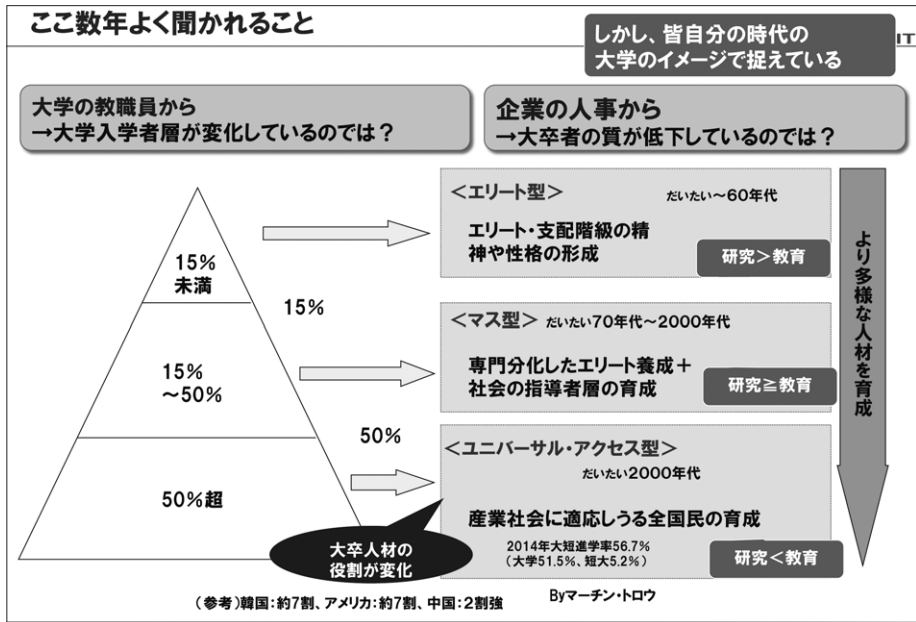 ここ数年よく聞かれること
しかし、皆自分の時代の
大学のイメージで捉えている
IT
大学の教職員から
→大学入学者層が変化しているのでは？
企業の人事から
→大卒者の質が低下しているのでは？
15%
未満
15%
15%
～50%
50%
50%超
＜エリート型＞
だいたい～60年代
エリート・支配階級の精
神や性格の形成
研究＞教育
＜マス型＞
だいたい70年代～2000年代
専門分化したエリート養成＋
社会の指導者層の育成
研究≧教育
＜ユニバーサル・アクセス型＞
だいたい2000年代
産業社会に適応しうる全国民の育成
2014年大短進学率56.7%
（大学51.5%、短大5.2%）
研究＜教育
より多様な人材を育成
大卒人材の
役割が変化
Byマーチン・トロウ
（参考）韓国：約7割、アメリカ：約7割、中国：2割強